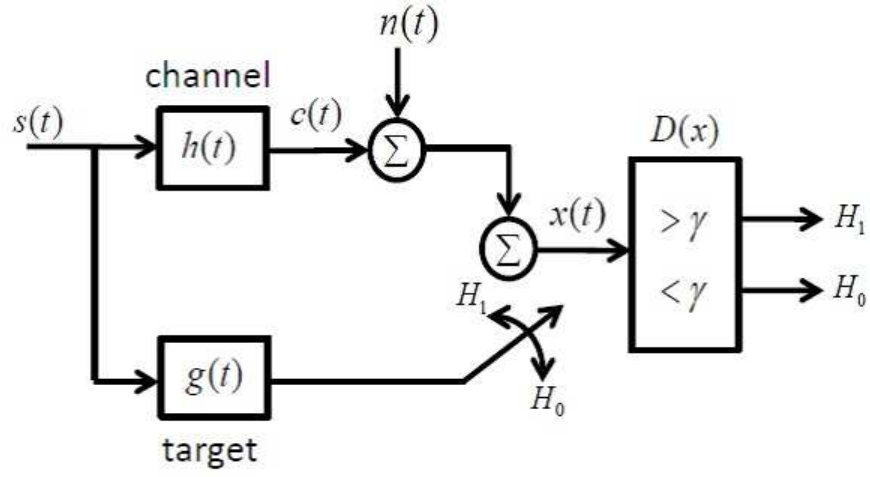 n(t)
channel
s(t)
h(t)
c(t)
Σ
D(x)
x(t)
Σ
> γ
H₁
< γ
H₀
H₁
g(t)
H₀
target